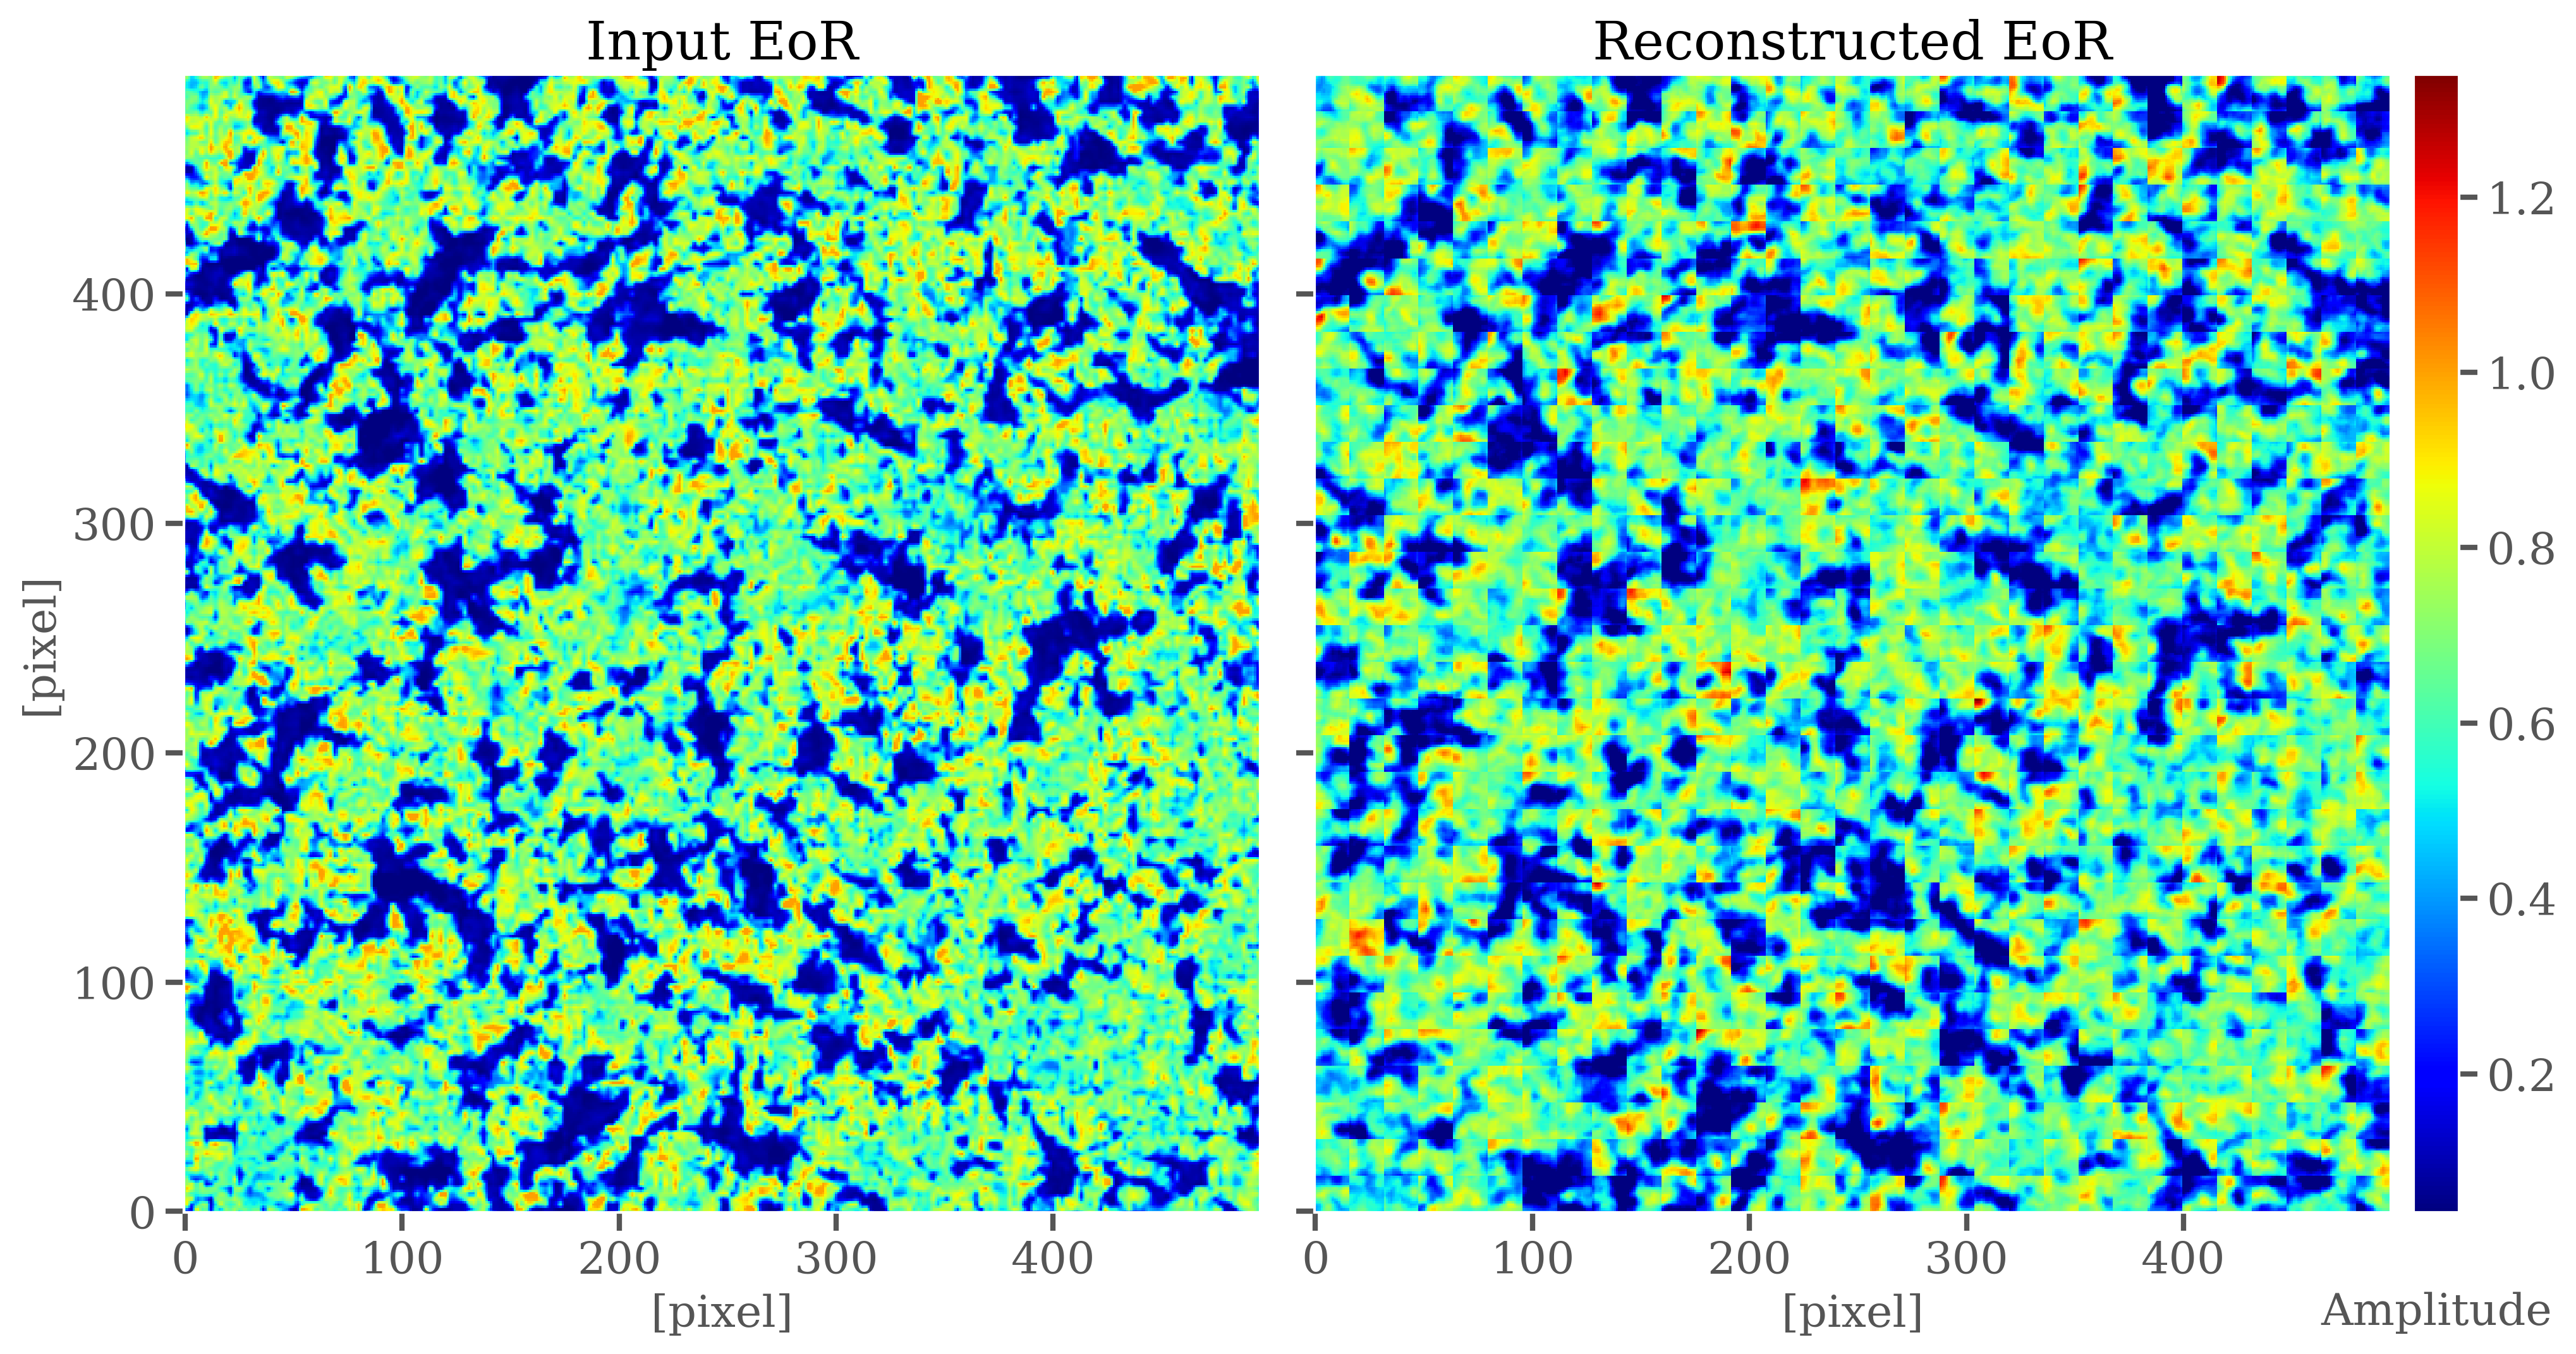 Input EoR
Reconstructed EoR
[pixel]
400
300
200
100
0
0 100 200 300 400
[pixel]
0 100 200 300 400
[pixel]
1.2
1.0
0.8
0.6
0.4
0.2
Amplitude